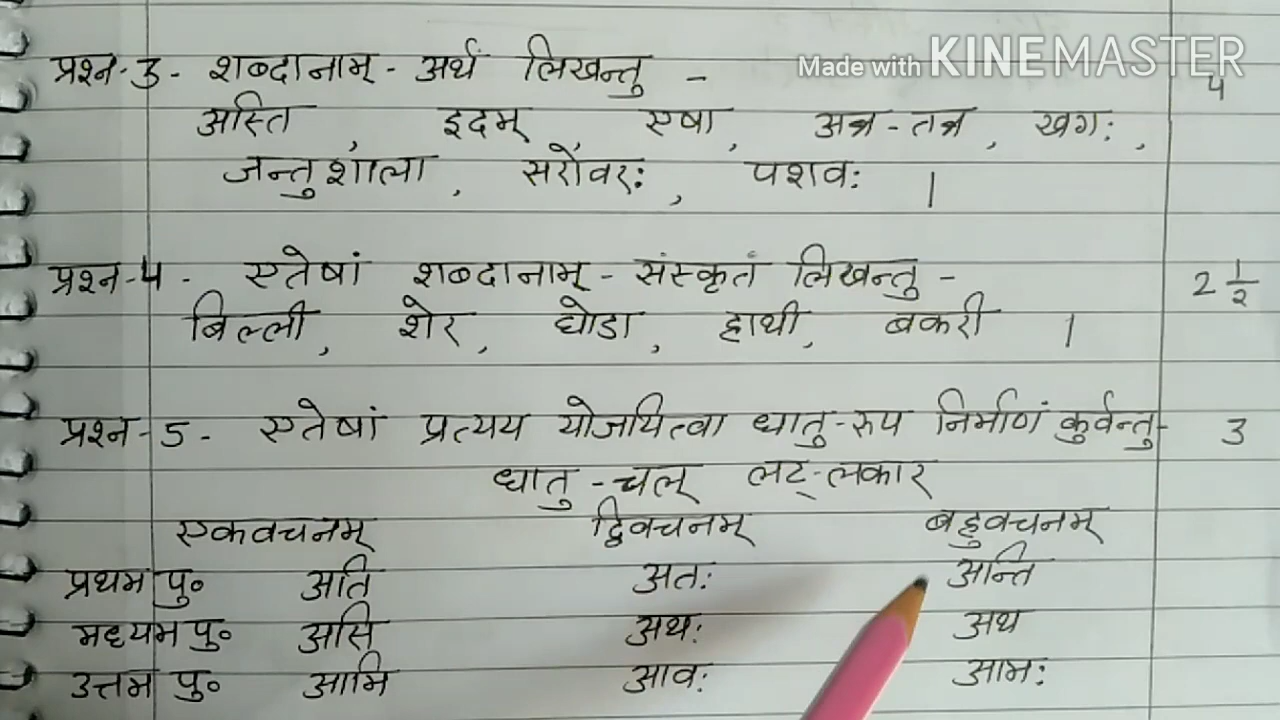 Made with KINEMASTER
प्रश्न-3- शब्दानाम् - अर्थं लिखन्तु - 4
अस्ति, इदम्, एषा, अत्र-तत्र, खगः,
जन्तुशाला, सरोवरः, पशवः ।
प्रश्न-4- एतेषां शब्दानाम् - संस्कृतं लिखन्तु - 2 1/2
बिल्ली, शेर, घोडा, हाथी, बकरी ।
प्रश्न-5- एतेषां प्रत्यय योजयित्वा धातु-रुप निर्माणं कुर्वन्तु- 3
धातु-चल् लट्-लकार
एकवचनम् द्विवचनम् बहुवचनम्
प्रथम पु० अति अतः अन्ति
मध्यम पु० असि अथः अथ
उत्तम पु० आमि आवः आमः